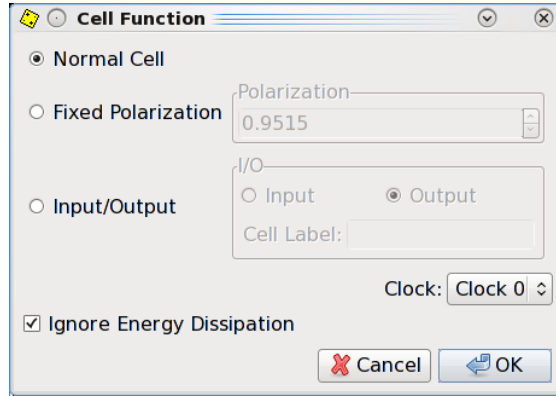 Cell Function
Normal Cell
Polarization
Fixed Polarization
0.9515
I/O
Input/Output
Input Output
Cell Label:
Clock: Clock 0
Ignore Energy Dissipation
Cancel OK